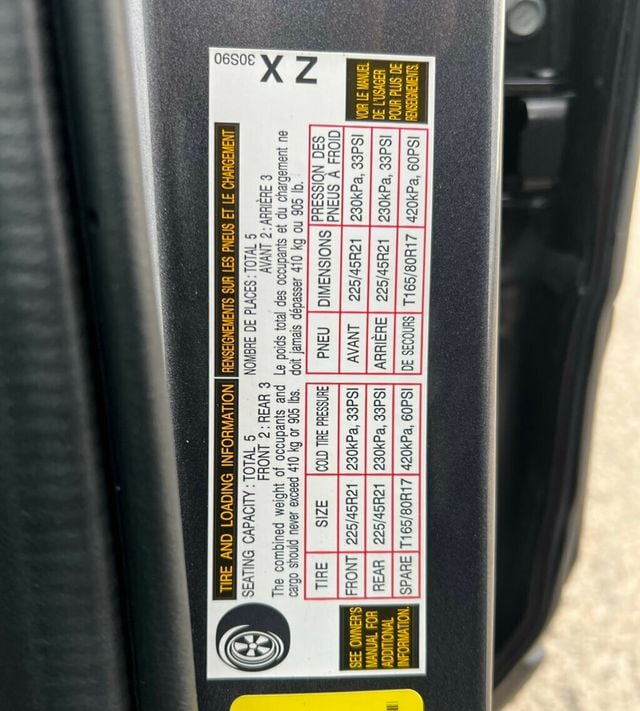 TIRE AND LOADING INFORMATION
SEATING CAPACITY : TOTAL 5
FRONT 2 : REAR 3
The combined weight of occupants and
cargo should never exceed 410 kg or 905 lbs.
TIRE SIZE COLD TIRE PRESSURE
FRONT 225/45R21 230kPa, 33PSI
REAR 225/45R21 230kPa, 33PSI
SPARE T165/80R17 420kPa, 60PSI
SEE OWNER'S
MANUAL FOR
ADDITIONAL
INFORMATION.
RENSEIGNEMENTS SUR LES PNEUS ET LE CHARGEMENT
NOMBRE DE PLACES : TOTAL 5
AVANT 2 : ARRIÈRE 3
Le poids total des occupants et du chargement ne
doit jamais dépasser 410 kg ou 905 lb.
PNEU DIMENSIONS PRESSION DES
PNEUS À FROID
AVANT 225/45R21 230kPa, 33PSI
ARRIÈRE 225/45R21 230kPa, 33PSI
DE SECOURS T165/80R17 420kPa, 60PSI
VOIR LE MANUEL
DE L'USAGER
POUR PLUS DE
RENSEIGNEMENTS.
30S90
X Z